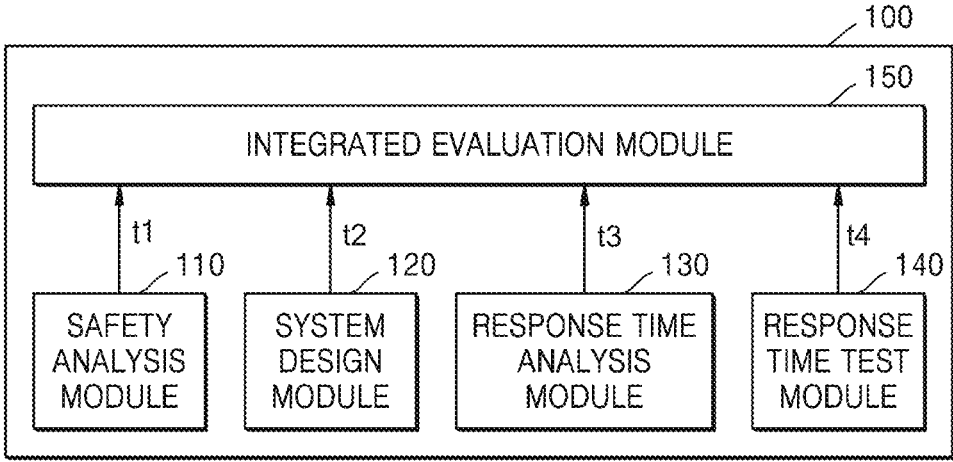 100
150
INTEGRATED EVALUATION MODULE
t1
t2
t3
t4
110
120
130
140
SAFETY
ANALYSIS
MODULE
SYSTEM
DESIGN
MODULE
RESPONSE TIME
ANALYSIS
MODULE
RESPONSE
TIME TEST
MODULE